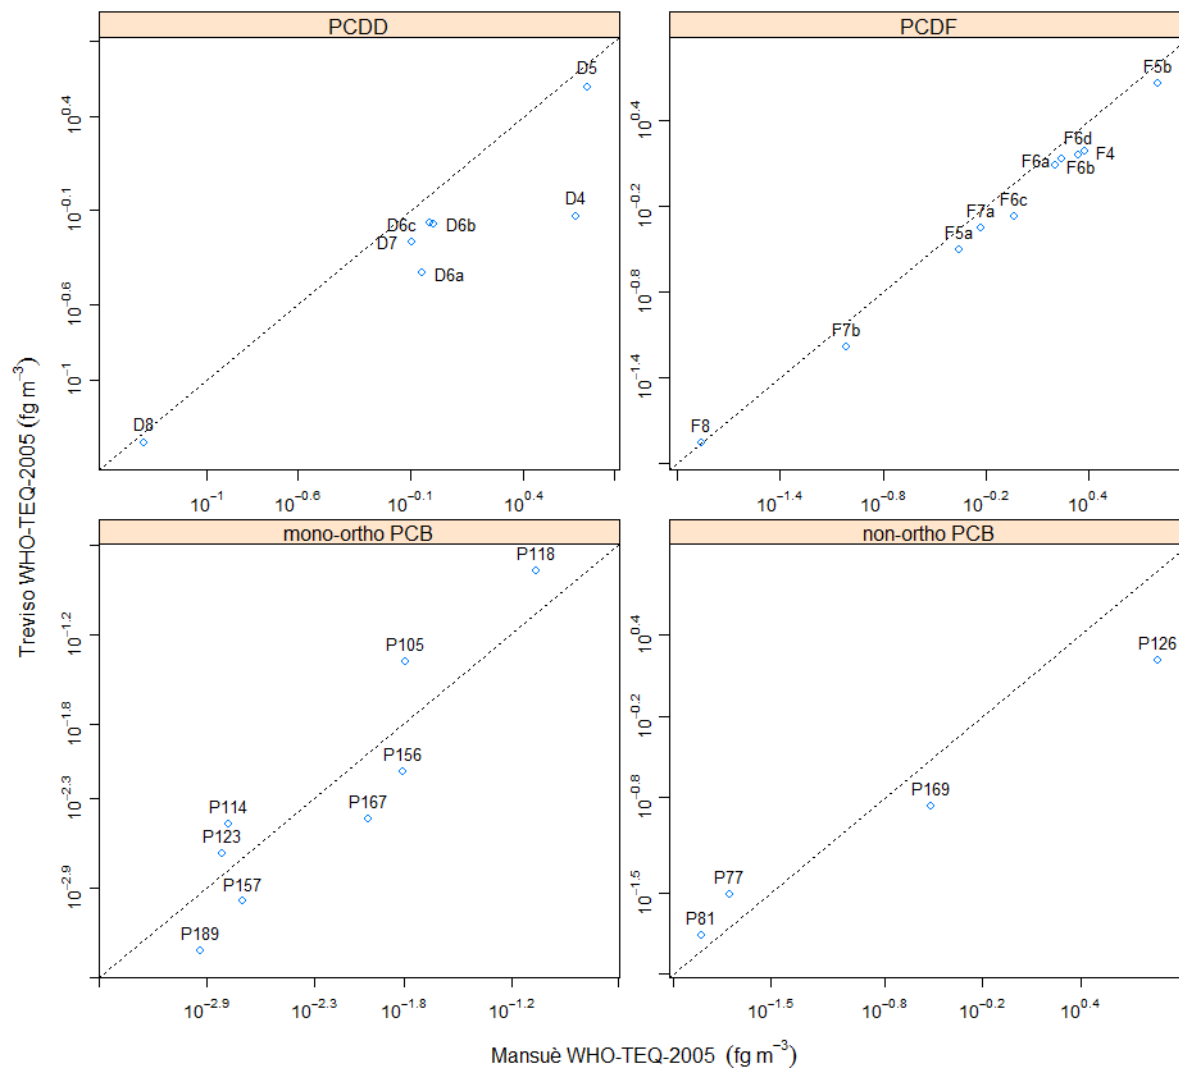 PCDD
PCDF
D5
D4
D6c
D6b
D7
D6a
D8
F5b
F6d
F6a
F4
F6b
F6c
F7a
F5a
F7b
F8
10^0.4
10^−0.1
10^−0.6
10^−1
10^0.4
10^−0.2
10^−0.8
10^−1.4
10^−1 10^−0.6 10^−0.1 10^0.4
10^−1.4 10^−0.8 10^−0.2 10^0.4
mono-ortho PCB
non-ortho PCB
P118
P105
P156
P167
P114
P123
P157
P189
P126
P169
P77
P81
10^−1.2
10^−1.8
10^−2.3
10^−2.9
10^0.4
10^−0.2
10^−0.8
10^−1.5
10^−2.9 10^−2.3 10^−1.8 10^−1.2
10^−1.5 10^−0.8 10^−0.2 10^0.4
Treviso WHO-TEQ-2005 (fg m^−3)
Mansuè WHO-TEQ-2005 (fg m^−3)